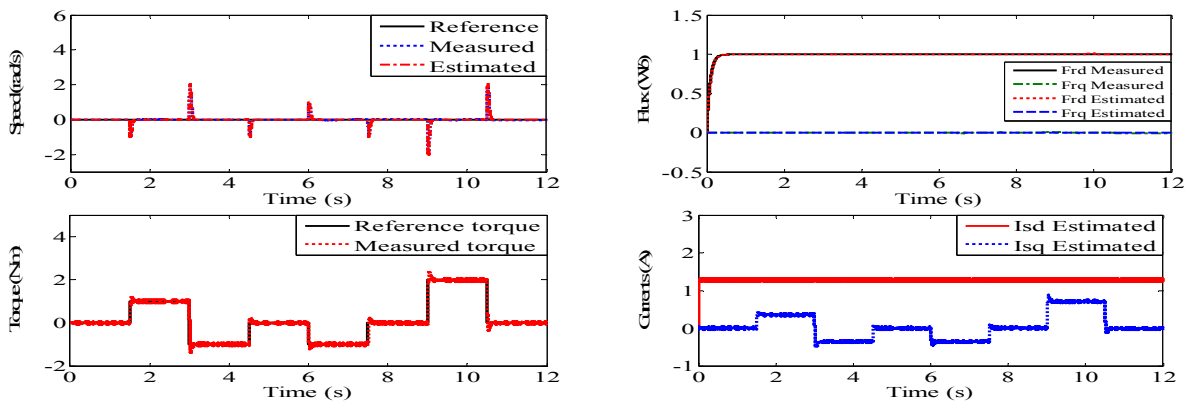 Speed (rad/s)
6
4
2
0
-2
Reference
Measured
Estimated
0 2 4 6 8 10 12
Time (s)
Flux (Wb)
1.5
1
0.5
0
-0.5
Frd Measured
Frq Measured
Frd Estimated
Frq Estimated
0 2 4 6 8 10 12
Time (s)
Torque (Nm)
4
2
0
-2
Reference torque
Measured torque
0 2 4 6 8 10 12
Time (s)
Currents (A)
3
2
1
0
-1
Isd Estimated
Isq Estimated
0 2 4 6 8 10 12
Time (s)